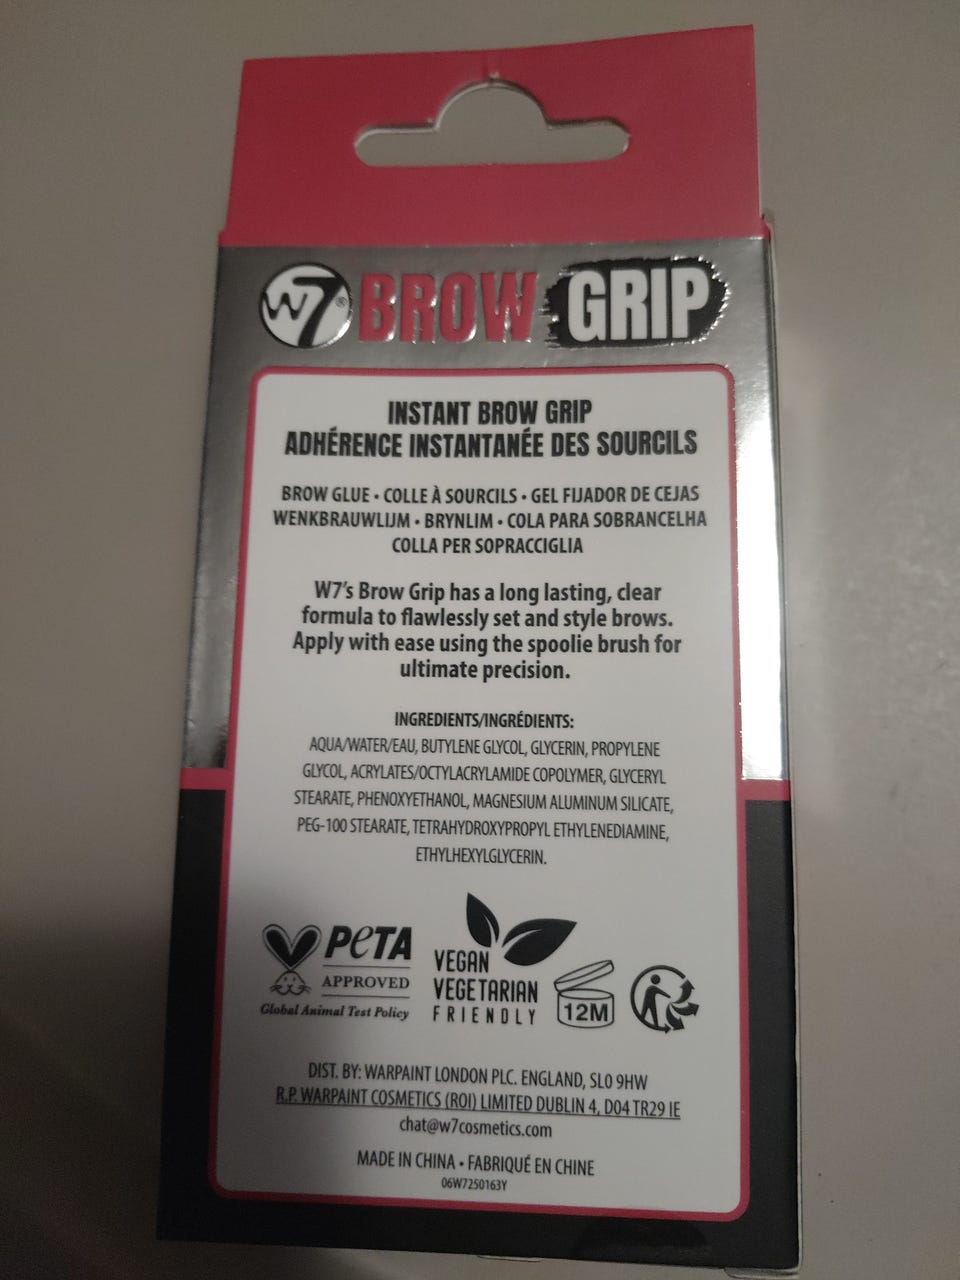 W7® BROW GRIP
INSTANT BROW GRIP
ADHÉRENCE INSTANTANÉE DES SOURCILS
BROW GLUE • COLLE À SOURCILS • GEL FIJADOR DE CEJAS
WENKBRAUWLIJM • BRYNLIM • COLA PARA SOBRANCELHA
COLLA PER SOPRACCIGLIA
W7's Brow Grip has a long lasting, clear
formula to flawlessly set and style brows.
Apply with ease using the spoolie brush for
ultimate precision.
INGREDIENTS/INGRÉDIENTS:
AQUA/WATER/EAU, BUTYLENE GLYCOL, GLYCERIN, PROPYLENE
GLYCOL, ACRYLATES/OCTYLACRYLAMIDE COPOLYMER, GLYCERYL
STEARATE, PHENOXYETHANOL, MAGNESIUM ALUMINUM SILICATE,
PEG-100 STEARATE, TETRAHYDROXYPROPYL ETHYLENEDIAMINE,
ETHYLHEXYLGLYCERIN.
PETA
APPROVED
Global Animal Test Policy
VEGAN
VEGETARIAN
FRIENDLY
12M
DIST. BY: WARPAINT LONDON PLC. ENGLAND, SL0 9HW
R.P. WARPAINT COSMETICS (ROI) LIMITED DUBLIN 4, D04 TR29 IE
chat@w7cosmetics.com
MADE IN CHINA • FABRIQUÉ EN CHINE
06W7250163Y